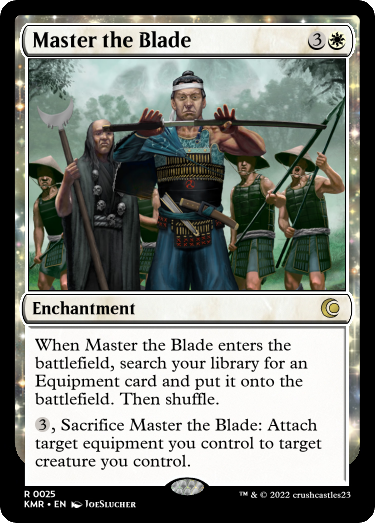 Master the Blade 3
Enchantment
When Master the Blade enters the
battlefield, search your library for an
Equipment card and put it onto the
battlefield. Then shuffle.
3, Sacrifice Master the Blade: Attach
target equipment you control to target
creature you control.
R 0025
KMR • EN JOESLUCHER
™ & © 2022 crushcastles23